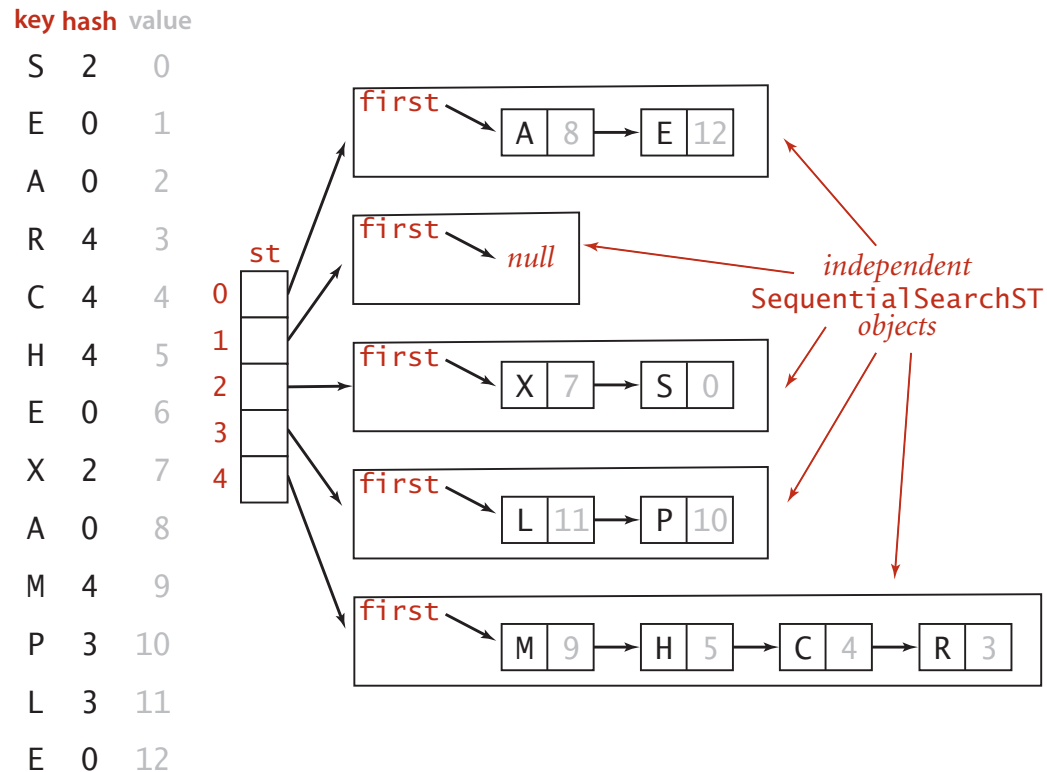 key hash value
S 2 0
E 0 1
A 0 2
R 4 3
C 4 4
H 4 5
E 0 6
X 2 7
A 0 8
M 4 9
P 3 10
L 3 11
E 0 12
st
0
1
2
3
4
first
A 8 E 12
first
null
first
X 7 S 0
first
L 11 P 10
first
M 9 H 5 C 4 R 3
independent
SequentialSearchST
objects